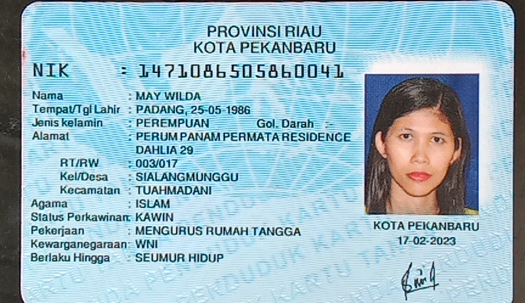 PROVINSI RIAU
KOTA PEKANBARU
NIK : 1471086505860041
Nama : MAY WILDA
Tempat/Tgl Lahir : PADANG, 25-05-1986
Jenis kelamin : PEREMPUAN Gol. Darah :-
Alamat : PERUM PANAM PERMATA RESIDENCE
DAHLIA 29
RT/RW : 003/017
Kel/Desa : SIALANGMUNGGU
Kecamatan : TUAHMADANI
Agama : ISLAM
Status Perkawinan: KAWIN
Pekerjaan : MENGURUS RUMAH TANGGA
Kewarganegaraan: WNI
Berlaku Hingga : SEUMUR HIDUP
KOTA PEKANBARU
17-02-2023